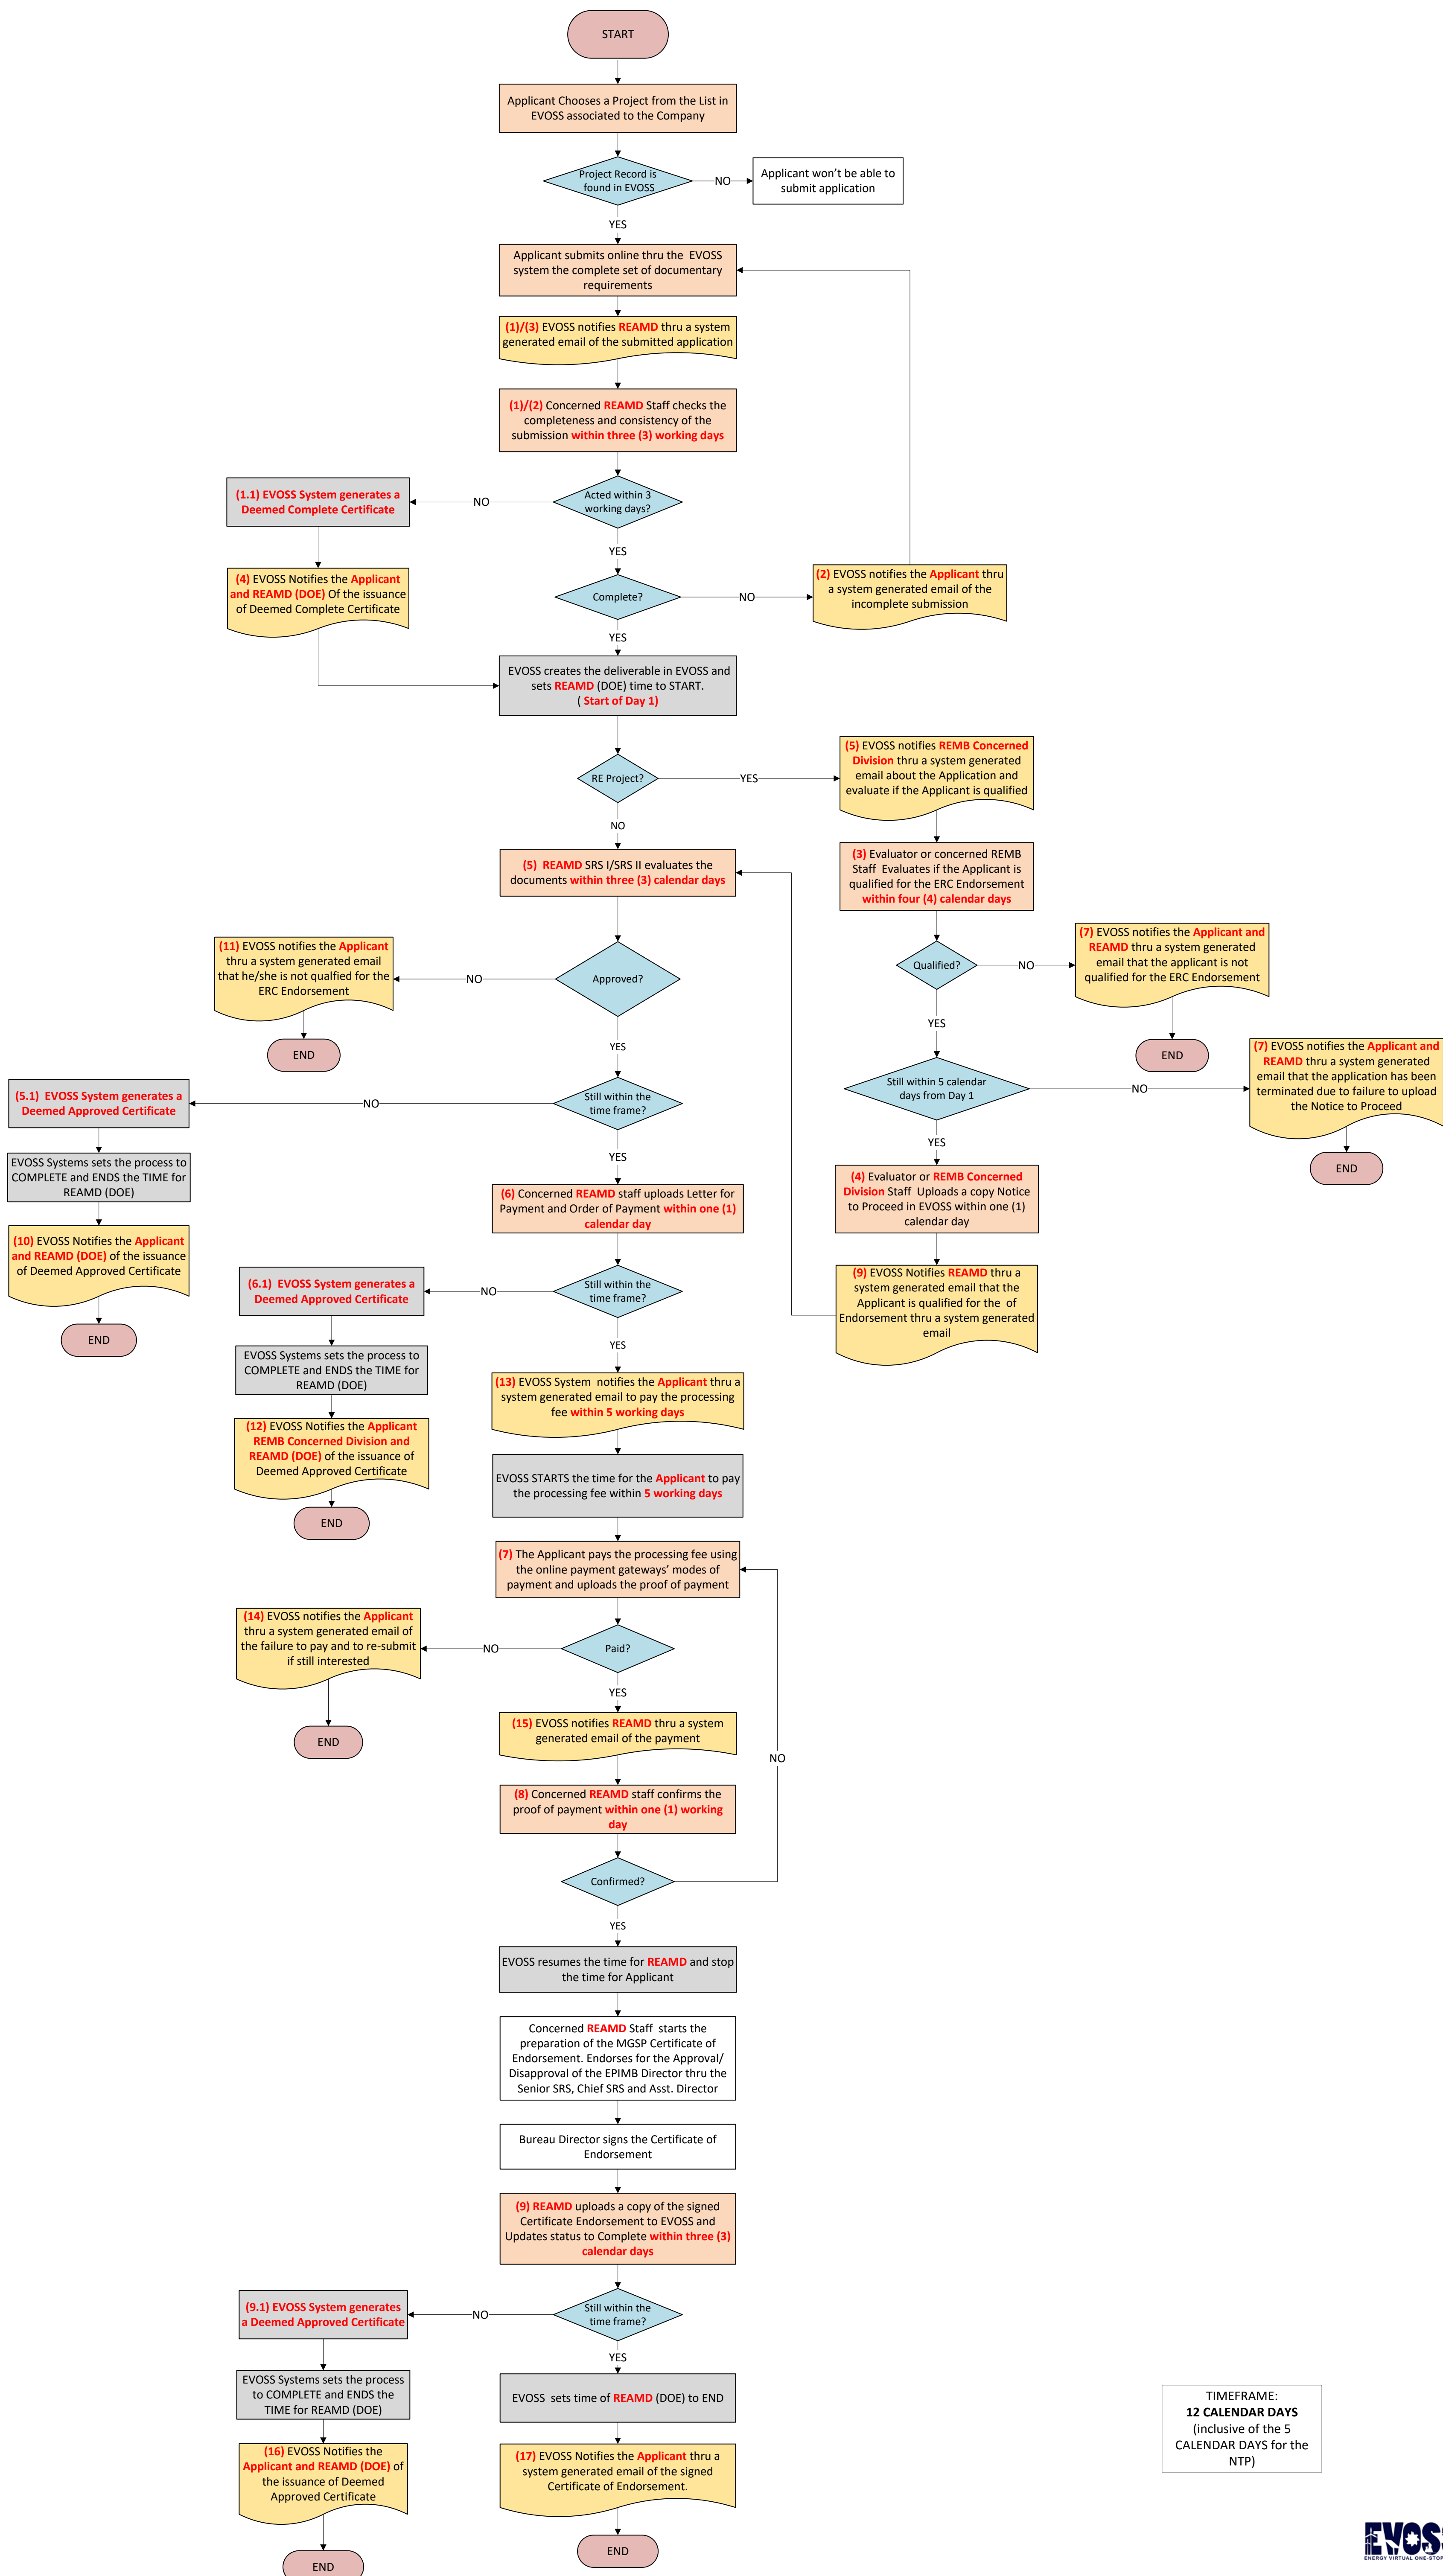 START
Applicant Chooses a Project from the List in
EVOSS associated to the Company
Project Record is
found in EVOSS
NO
Applicant won't be able to
submit application
YES
Applicant submits online thru the EVOSS
system the complete set of documentary
requirements
(1)/(3) EVOSS notifies REAMD thru a system
generated email of the submitted application
(1)/(2) Concerned REAMD Staff checks the
completeness and consistency of the
submission within three (3) working days
Acted within 3
working days?
NO
(1.1) EVOSS System generates a
Deemed Complete Certificate
YES
(4) EVOSS Notifies the Applicant
and REAMD (DOE) Of the issuance
of Deemed Complete Certificate
Complete?
NO
(2) EVOSS notifies the Applicant thru
a system generated email of the
incomplete submission
YES
EVOSS creates the deliverable in EVOSS and
sets REAMD (DOE) time to START.
( Start of Day 1)
RE Project?
YES
(5) EVOSS notifies REMB Concerned
Division thru a system generated
email about the Application and
evaluate if the Applicant is qualified
NO
(5) REAMD SRS I/SRS II evaluates the
documents within three (3) calendar days
(3) Evaluator or concerned REMB
Staff Evaluates if the Applicant is
qualified for the ERC Endorsement
within four (4) calendar days
(11) EVOSS notifies the Applicant
thru a system generated email
that he/she is not qualfied for the
ERC Endorsement
NO
Approved?
Qualified?
NO
(7) EVOSS notifies the Applicant and
REAMD thru a system generated
email that the applicant is not
qualified for the ERC Endorsement
END
YES
YES
END
(5.1) EVOSS System generates a
Deemed Approved Certificate
NO
Still within the
time frame?
Still within 5 calendar
days from Day 1
NO
(7) EVOSS notifies the Applicant and
REAMD thru a system generated
email that the application has been
terminated due to failure to upload
the Notice to Proceed
END
EVOSS Systems sets the process to
COMPLETE and ENDS the TIME for
REAMD (DOE)
YES
YES
(6) Concerned REAMD staff uploads Letter for
Payment and Order of Payment within one (1)
calendar day
(4) Evaluator or REMB Concerned
Division Staff Uploads a copy Notice
to Proceed in EVOSS within one (1)
calendar day
(10) EVOSS Notifies the Applicant
and REAMD (DOE) of the issuance
of Deemed Approved Certificate
END
(6.1) EVOSS System generates a
Deemed Approved Certificate
NO
Still within the
time frame?
(9) EVOSS Notifies REAMD thru a
system generated email that the
Applicant is qualified for the of
Endorsement thru a system generated
email
EVOSS Systems sets the process to
COMPLETE and ENDS the TIME for
REAMD (DOE)
YES
(12) EVOSS Notifies the Applicant
REMB Concerned Division and
REAMD (DOE) of the issuance of
Deemed Approved Certificate
END
(13) EVOSS System notifies the Applicant thru a
system generated email to pay the processing
fee within 5 working days
EVOSS STARTS the time for the Applicant to pay
the processing fee within 5 working days
(7) The Applicant pays the processing fee using
the online payment gateways' modes of
payment and uploads the proof of payment
(14) EVOSS notifies the Applicant
thru a system generated email of
the failure to pay and to re-submit
if still interested
NO
Paid?
END
YES
(15) EVOSS notifies REAMD thru a system
generated email of the payment
NO
(8) Concerned REAMD staff confirms the
proof of payment within one (1) working
day
Confirmed?
YES
EVOSS resumes the time for REAMD and stop
the time for Applicant
Concerned REAMD Staff starts the
preparation of the MGSP Certificate of
Endorsement. Endorses for the Approval/
Disapproval of the EPIMB Director thru the
Senior SRS, Chief SRS and Asst. Director
Bureau Director signs the Certificate of
Endorsement
(9) REAMD uploads a copy of the signed
Certificate Endorsement to EVOSS and
Updates status to Complete within three (3)
calendar days
(9.1) EVOSS System generates
a Deemed Approved Certificate
NO
Still within the
time frame?
YES
EVOSS Systems sets the process
to COMPLETE and ENDS the
TIME for REAMD (DOE)
EVOSS sets time of REAMD (DOE) to END
(16) EVOSS Notifies the
Applicant and REAMD (DOE) of
the issuance of Deemed
Approved Certificate
END
(17) EVOSS Notifies the Applicant thru a
system generated email of the signed
Certificate of Endorsement.
END
TIMEFRAME:
12 CALENDAR DAYS
(inclusive of the 5
CALENDAR DAYS for the
NTP)
ENERGY VIRTUAL